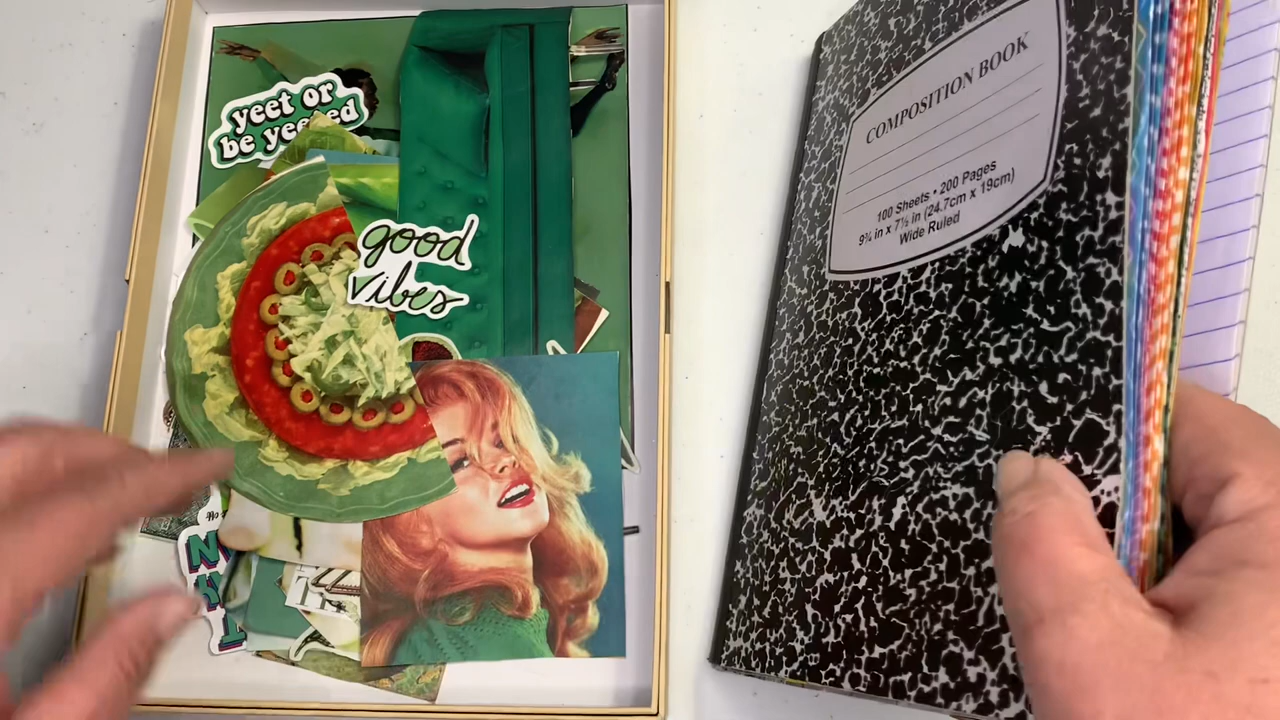 yeet or
be yeeted
good
vibes
COMPOSITION BOOK
100 Sheets • 200 Pages
9¾ in x 7½ in (24.7cm x 19cm)
Wide Ruled